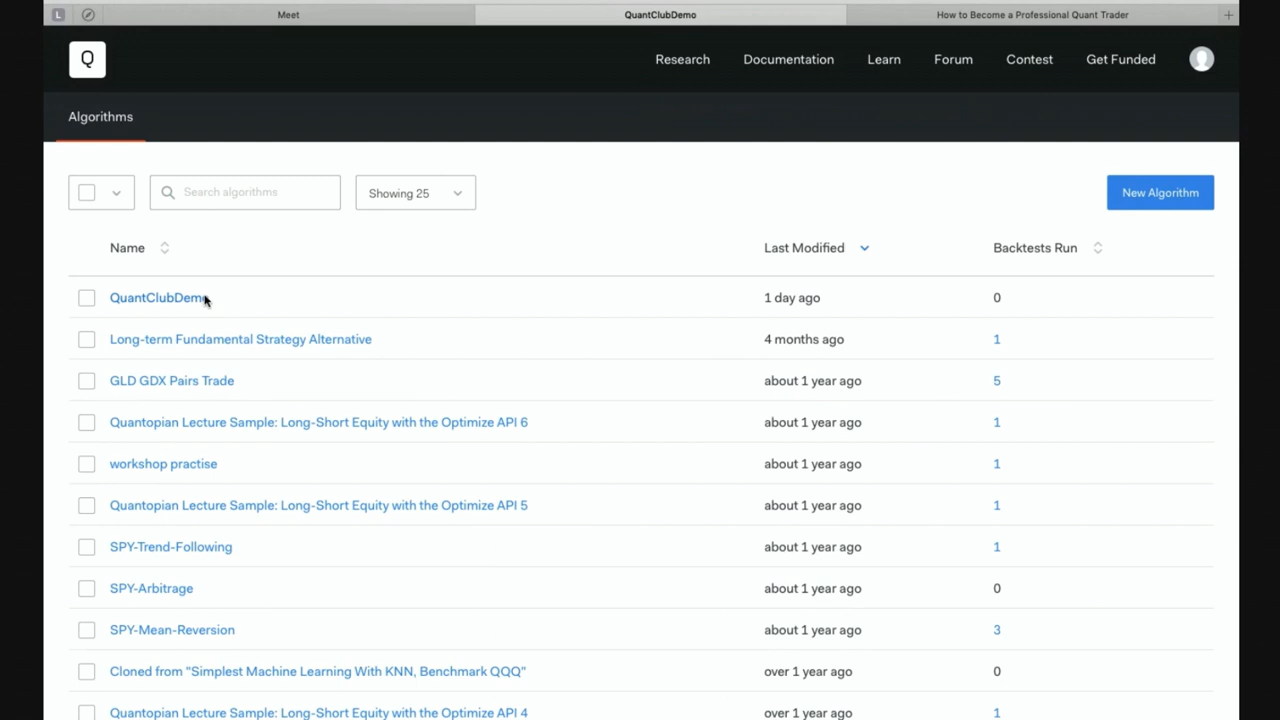 L Meet QuantClubDemo How to Become a Professional Quant Trader
Q Research Documentation Learn Forum Contest Get Funded
Algorithms
Search algorithms Showing 25 New Algorithm
Name Last Modified Backtests Run
QuantClubDemo 1 day ago 0
Long-term Fundamental Strategy Alternative 4 months ago 1
GLD GDX Pairs Trade about 1 year ago 5
Quantopian Lecture Sample: Long-Short Equity with the Optimize API 6 about 1 year ago 1
workshop practise about 1 year ago 1
Quantopian Lecture Sample: Long-Short Equity with the Optimize API 5 about 1 year ago 1
SPY-Trend-Following about 1 year ago 1
SPY-Arbitrage about 1 year ago 0
SPY-Mean-Reversion about 1 year ago 3
Cloned from "Simplest Machine Learning With KNN, Benchmark QQQ" over 1 year ago 0
Quantopian Lecture Sample: Long-Short Equity with the Optimize API 4 over 1 year ago 1